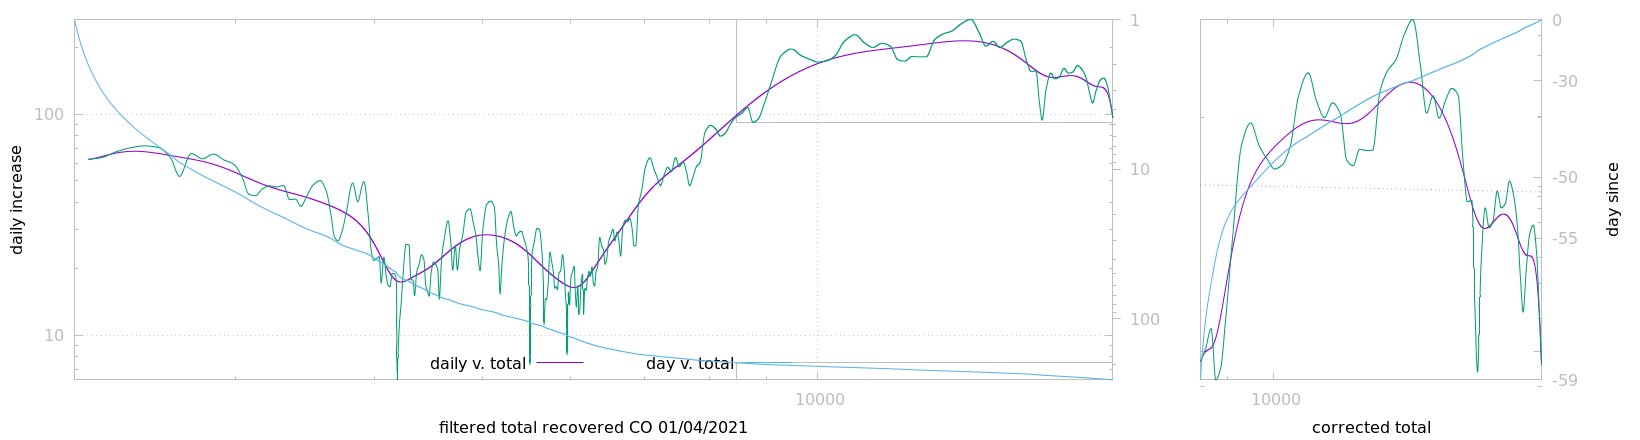 1
0
-30
100
10
-50
daily increase
day since
-55
100
10
daily v. total
day v. total
-59
10000
10000
filtered total recovered CO 01/04/2021
corrected total